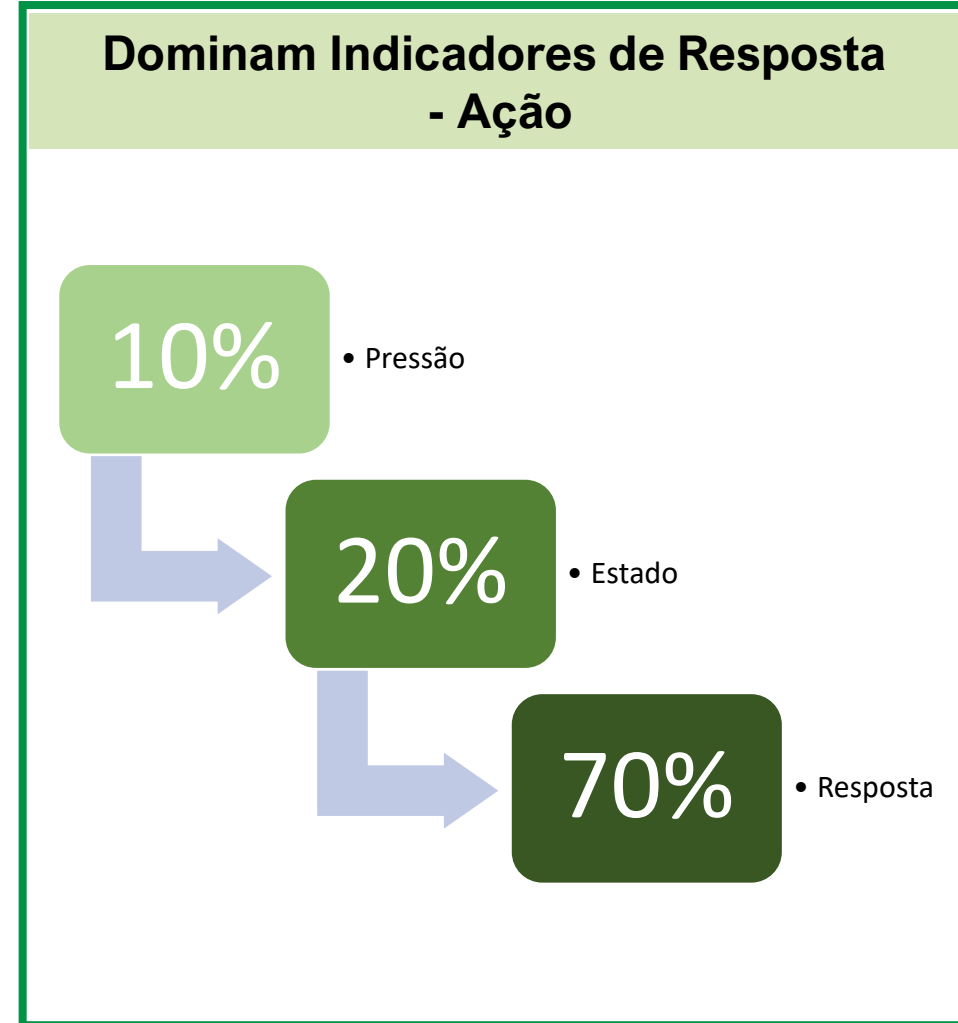 Dominam Indicadores de Resposta
- Ação
10%
• Pressão
20%
• Estado
70%
• Resposta